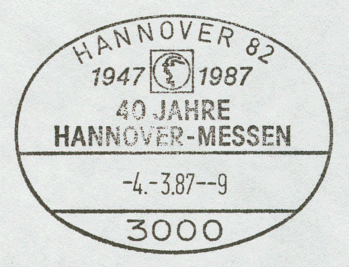 HANNOVER 82
1947 1987
40 JAHRE
HANNOVER-MESSEN
-4.-3.87--9
3000